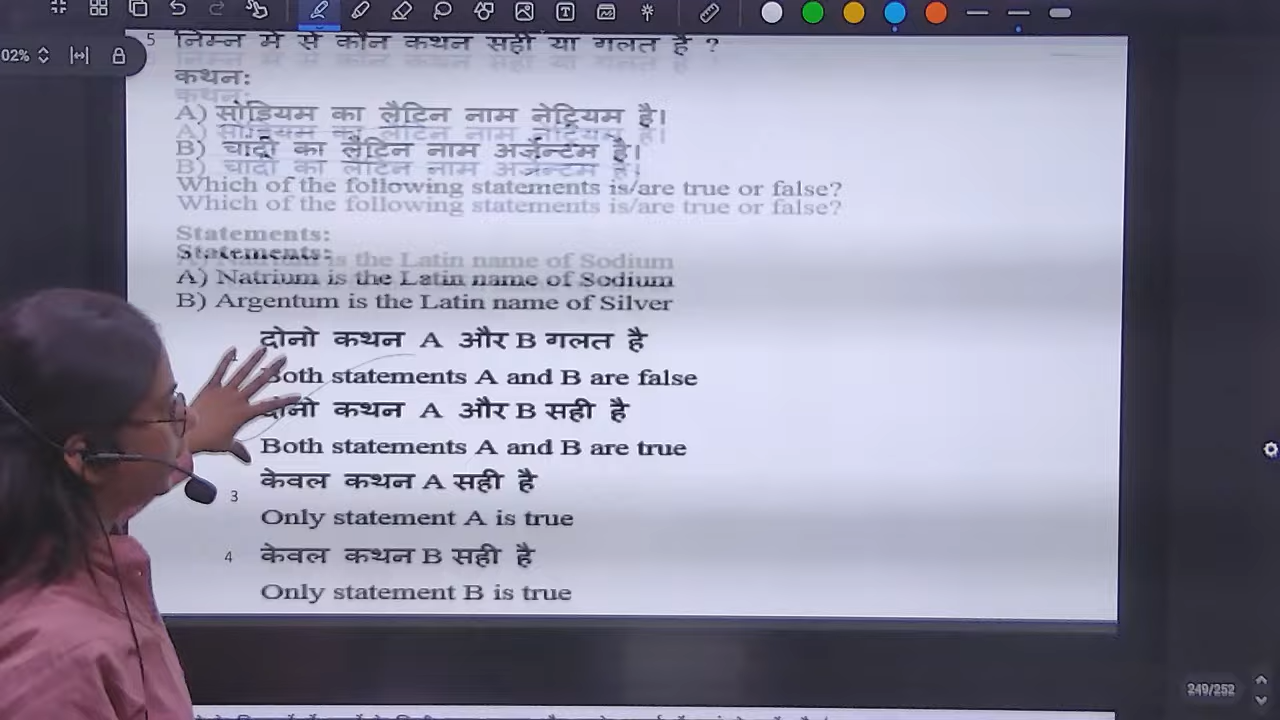 02%
5 निम्न में से कौन कथन सही या गलत है ?
कथन:
A) सोडियम का लैटिन नाम नेट्रियम है।
B) चांदी का लैटिन नाम अर्जेन्टम है।
Which of the following statements is/are true or false?
Statements:
A) Natrium is the Latin name of Sodium
B) Argentum is the Latin name of Silver
दोनो कथन A और B गलत है
Both statements A and B are false
दोनो कथन A और B सही है
Both statements A and B are true
केवल कथन A सही है
3
Only statement A is true
4 केवल कथन B सही है
Only statement B is true
249/252